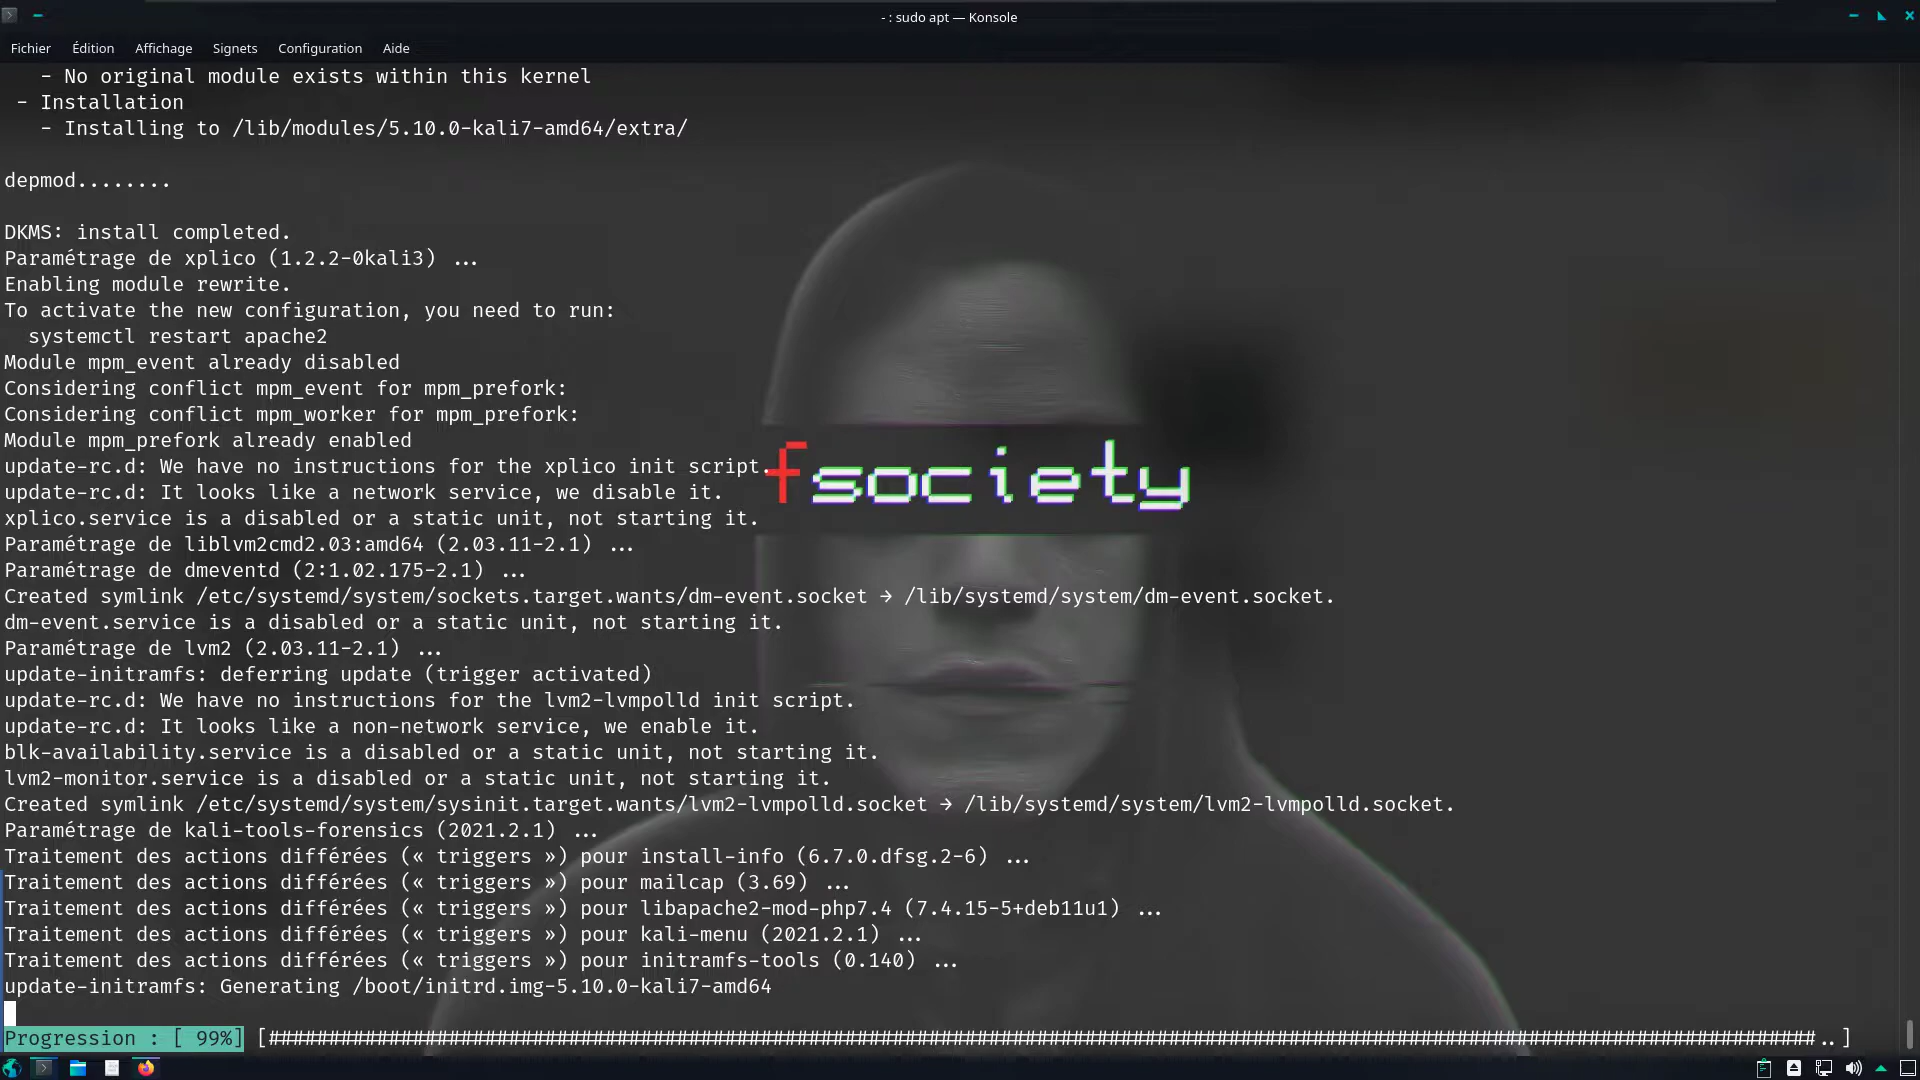 - : sudo apt — Konsole
Fichier Édition Affichage Signets Configuration Aide
- No original module exists within this kernel
- Installation
- Installing to /lib/modules/5.10.0-kali7-amd64/extra/
depmod........
DKMS: install completed.
Paramétrage de xplico (1.2.2-0kali3) ...
Enabling module rewrite.
To activate the new configuration, you need to run:
systemctl restart apache2
Module mpm_event already disabled
Considering conflict mpm_event for mpm_prefork:
Considering conflict mpm_worker for mpm_prefork:
Module mpm_prefork already enabled
update-rc.d: We have no instructions for the xplico init script.
fsociety
update-rc.d: It looks like a network service, we disable it.
xplico.service is a disabled or a static unit, not starting it.
Paramétrage de liblvm2cmd2.03:amd64 (2.03.11-2.1) ...
Paramétrage de dmeventd (2:1.02.175-2.1) ...
Created symlink /etc/systemd/system/sockets.target.wants/dm-event.socket → /lib/systemd/system/dm-event.socket.
dm-event.service is a disabled or a static unit, not starting it.
Paramétrage de lvm2 (2.03.11-2.1) ...
update-initramfs: deferring update (trigger activated)
update-rc.d: We have no instructions for the lvm2-lvmpolld init script.
update-rc.d: It looks like a non-network service, we enable it.
blk-availability.service is a disabled or a static unit, not starting it.
lvm2-monitor.service is a disabled or a static unit, not starting it.
Created symlink /etc/systemd/system/sysinit.target.wants/lvm2-lvmpolld.socket → /lib/systemd/system/lvm2-lvmpolld.socket.
Paramétrage de kali-tools-forensics (2021.2.1) ...
Traitement des actions différées (« triggers ») pour install-info (6.7.0.dfsg.2-6) ...
Traitement des actions différées (« triggers ») pour mailcap (3.69) ...
Traitement des actions différées (« triggers ») pour libapache2-mod-php7.4 (7.4.15-5+deb11u1) ...
Traitement des actions différées (« triggers ») pour kali-menu (2021.2.1) ...
Traitement des actions différées (« triggers ») pour initramfs-tools (0.140) ...
update-initramfs: Generating /boot/initrd.img-5.10.0-kali7-amd64
Progression : [ 99%] [#################################################################################################################################..]